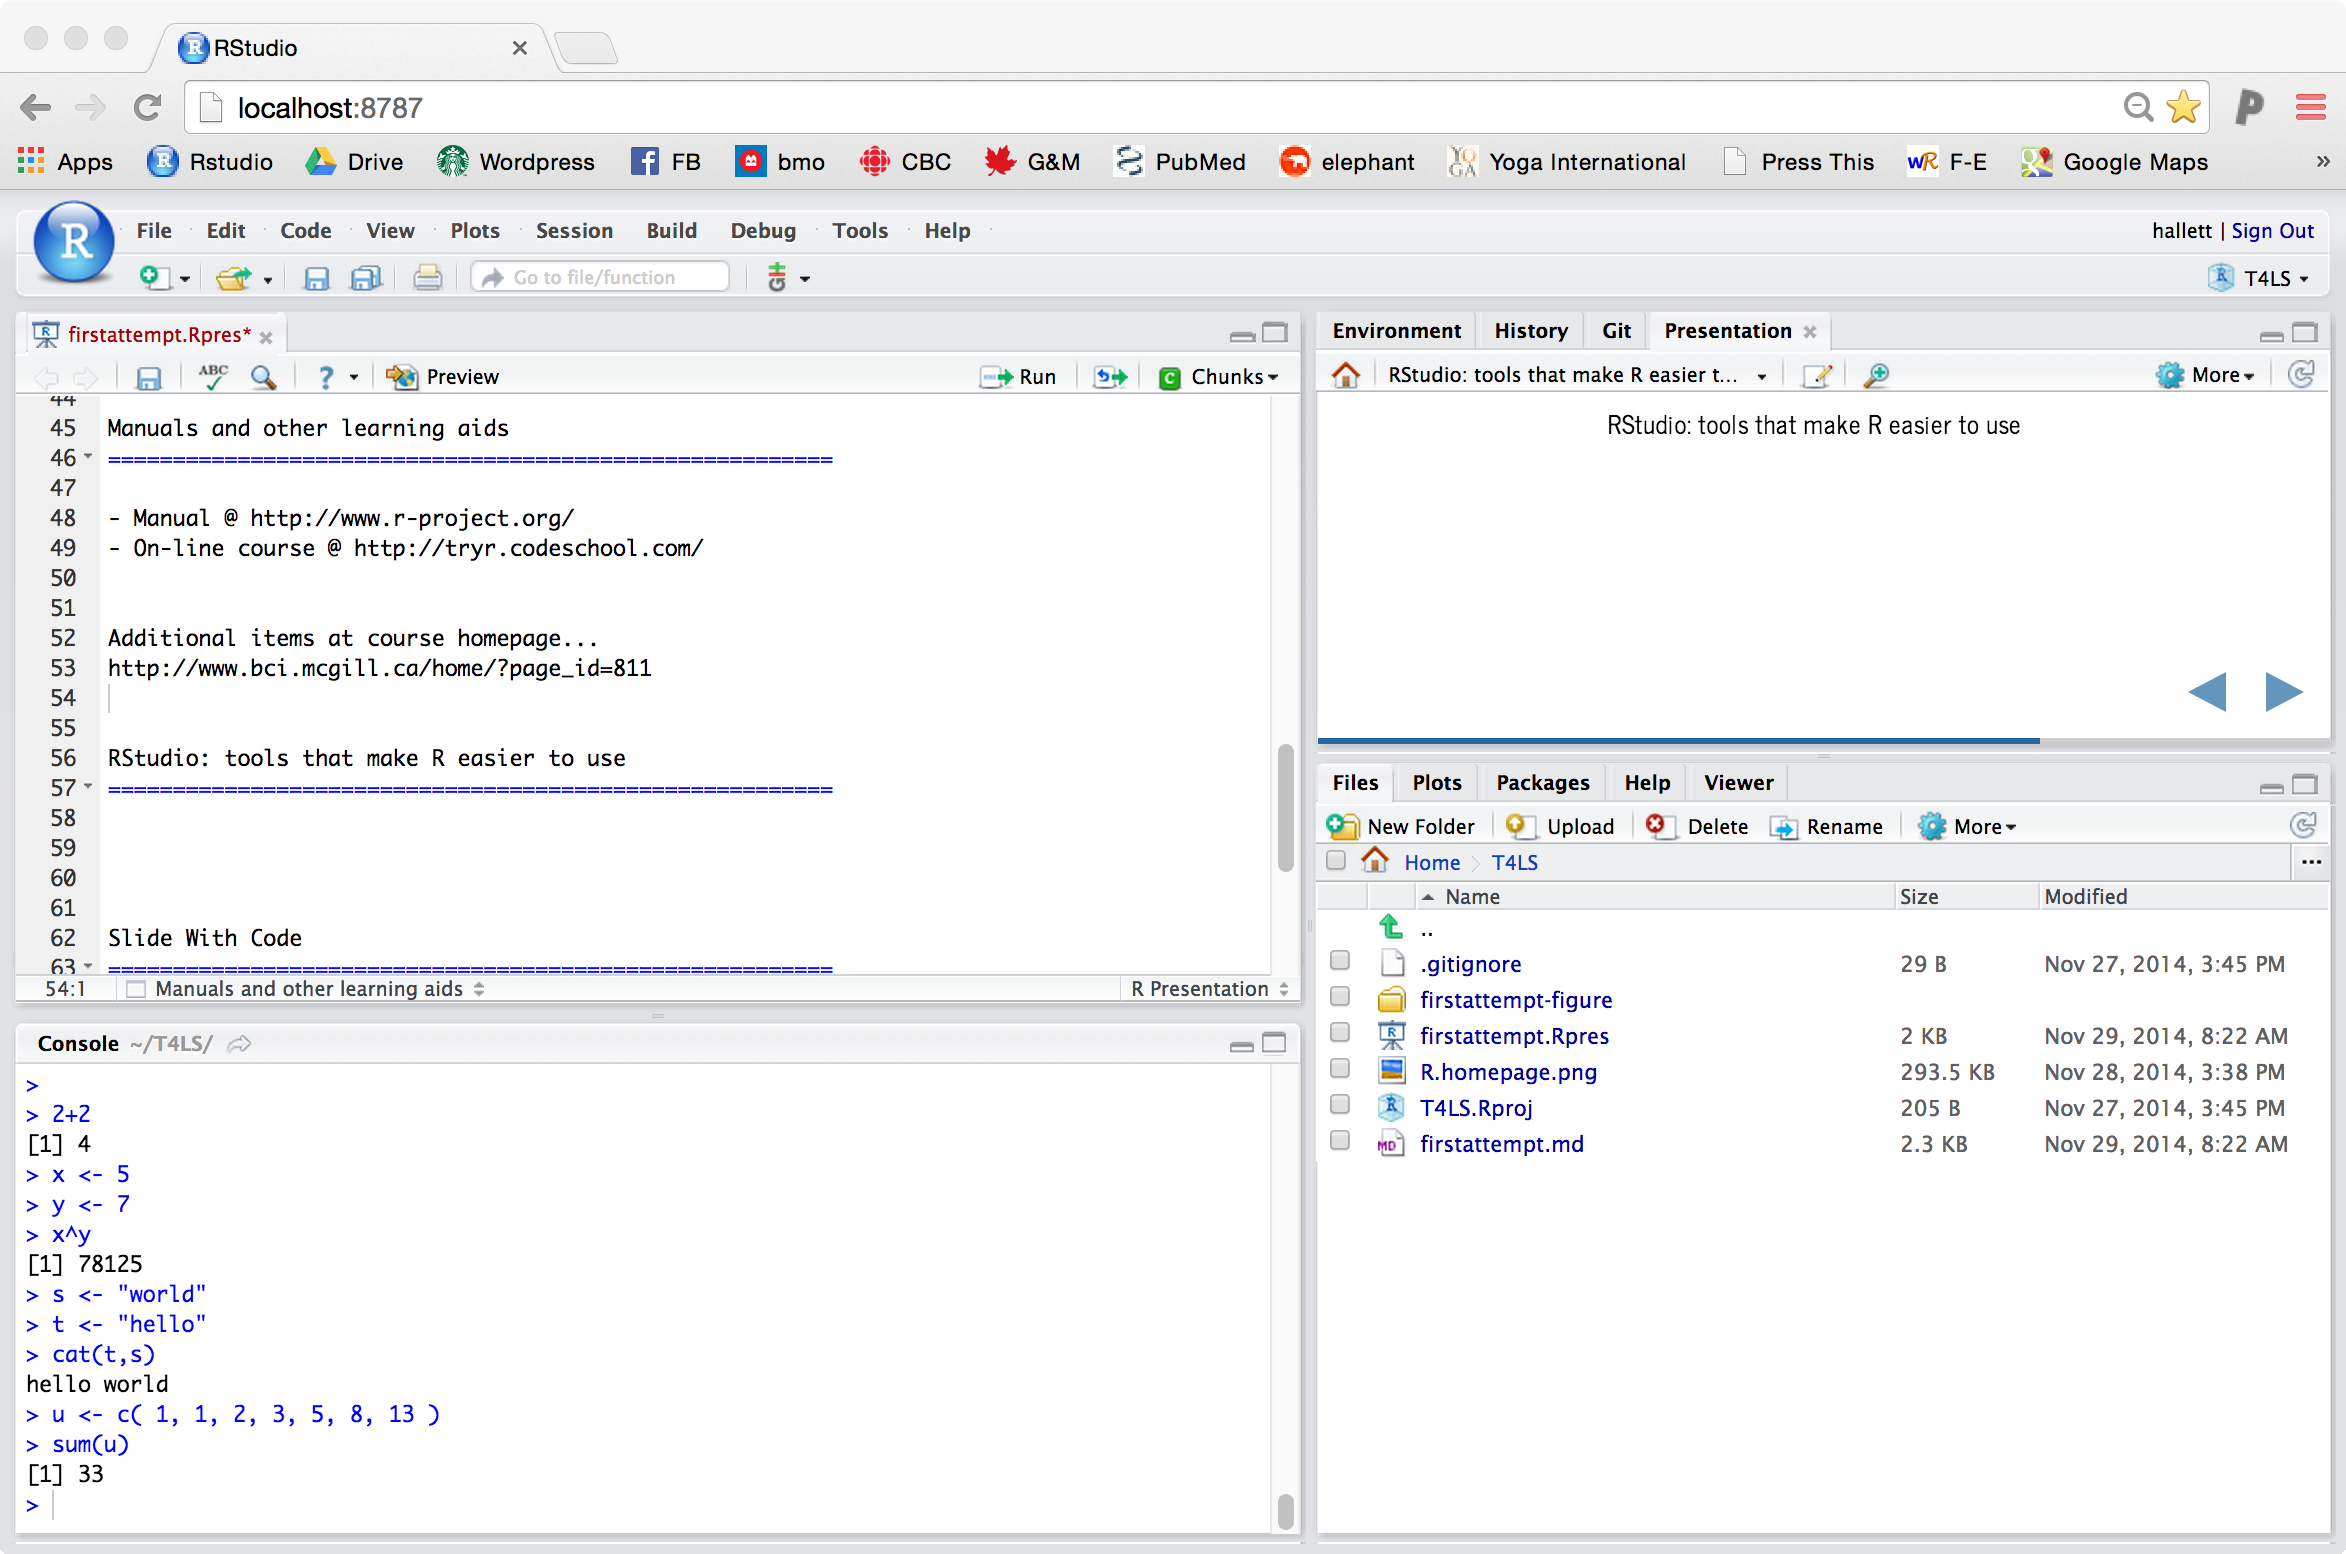 RStudio
localhost:8787
Apps Rstudio Drive Wordpress FB bmo CBC G&M PubMed elephant Yoga International Press This F-E Google Maps »
File Edit Code View Plots Session Build Debug Tools Help hallett | Sign Out
Go to file/function T4LS
firstattempt.Rpres*
ABC Preview Run Chunks
44
45 Manuals and other learning aids
46 ========================================================
47
48 - Manual @ http://www.r-project.org/
49 - On-line course @ http://tryr.codeschool.com/
50
51
52 Additional items at course homepage...
53 http://www.bci.mcgill.ca/home/?page_id=811
54
55
56 RStudio: tools that make R easier to use
57 ========================================================
58
59
60
61
62 Slide With Code
63 ========================================================
54:1 Manuals and other learning aids R Presentation
Console ~/T4LS/
>
> 2+2
[1] 4
> x <- 5
> y <- 7
> x^y
[1] 78125
> s <- "world"
> t <- "hello"
> cat(t,s)
hello world
> u <- c( 1, 1, 2, 3, 5, 8, 13 )
> sum(u)
[1] 33
>
Environment History Git Presentation
RStudio: tools that make R easier t... More
RStudio: tools that make R easier to use
Files Plots Packages Help Viewer
New Folder Upload Delete Rename More
Home T4LS ...
Name Size Modified
..
.gitignore 29 B Nov 27, 2014, 3:45 PM
firstattempt-figure
firstattempt.Rpres 2 KB Nov 29, 2014, 8:22 AM
R.homepage.png 293.5 KB Nov 28, 2014, 3:38 PM
T4LS.Rproj 205 B Nov 27, 2014, 3:45 PM
firstattempt.md 2.3 KB Nov 29, 2014, 8:22 AM